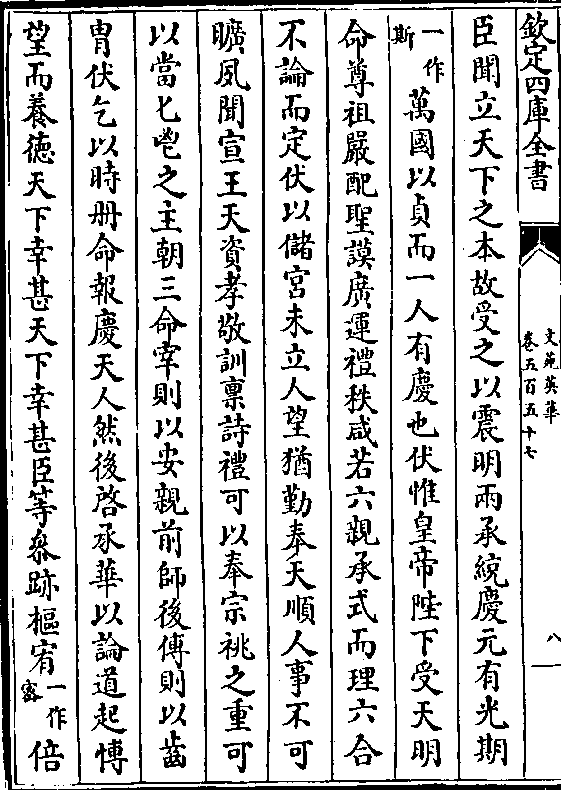 欽定四庫全書
文苑英華
卷五百五十七
八
臣聞立天下之本故受之以震明兩承綂慶元有光期
一作斯萬國以貞而一人有慶也伏惟皇帝陛下受天明
命尊祖嚴配聖謨廣運禮秩咸若六親承式而理六合
不論而定伏以儲宮未立人望猶勤奉天順人事不可
曠夙聞宣王天資孝敬訓稟詩禮可以奉宗祧之重可
以當匕鬯之主朝三命宰則以安親前師後傅則以齒
胄伏乞以時册命報慶天人然後啓承華以論道起博
望而養徳天下幸甚天下幸甚臣等叅跡樞宥一作密倍